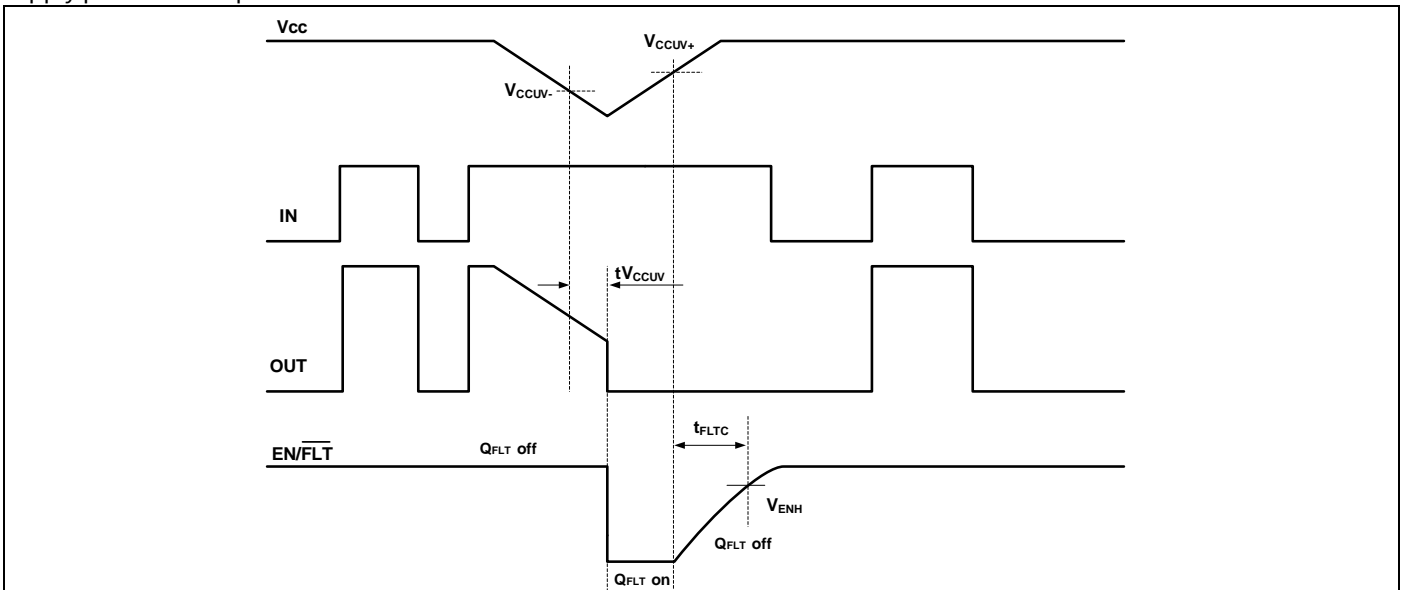 Vcc
VCCUV+
VCCUV-
IN
tVCCUV
OUT
tFLTC
EN/FLT
QFLT off
VENH
QFLT off
QFLT on